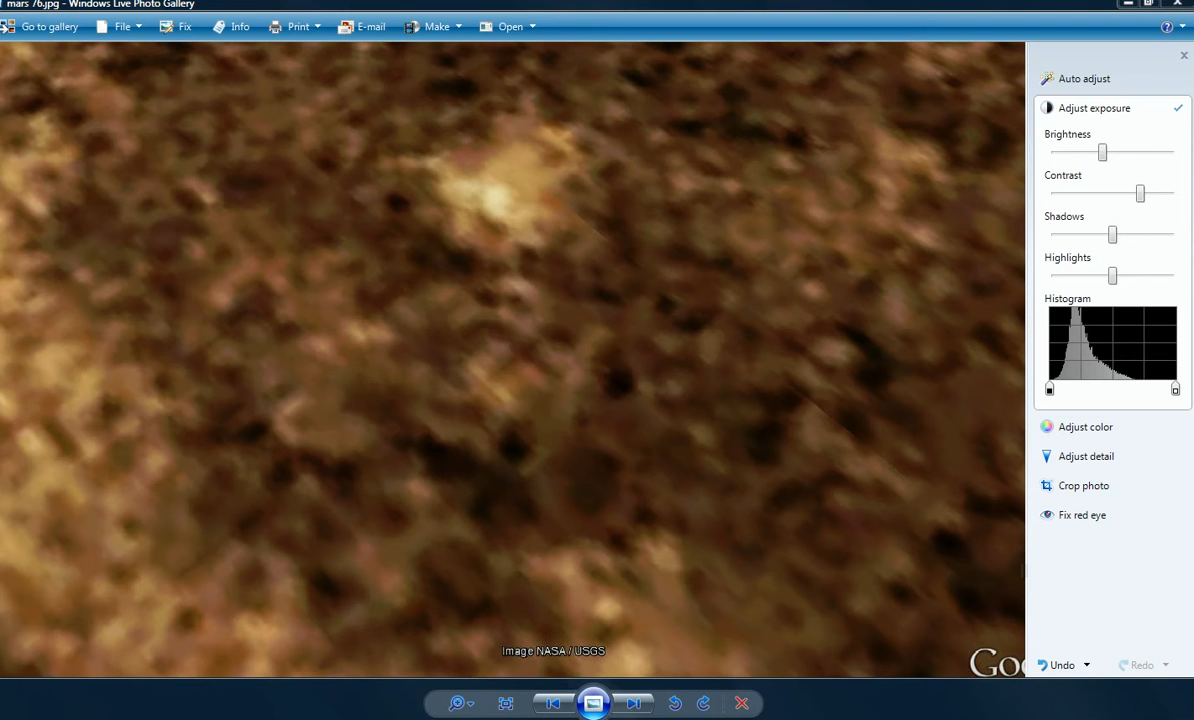 mars 76.jpg - Windows Live Photo Gallery
Go to gallery File Fix Info Print E-mail Make Open
Auto adjust
Adjust exposure
Brightness
Contrast
Shadows
Highlights
Histogram
Adjust color
Adjust detail
Crop photo
Fix red eye
Image NASA / USGS
Goo
Undo Redo